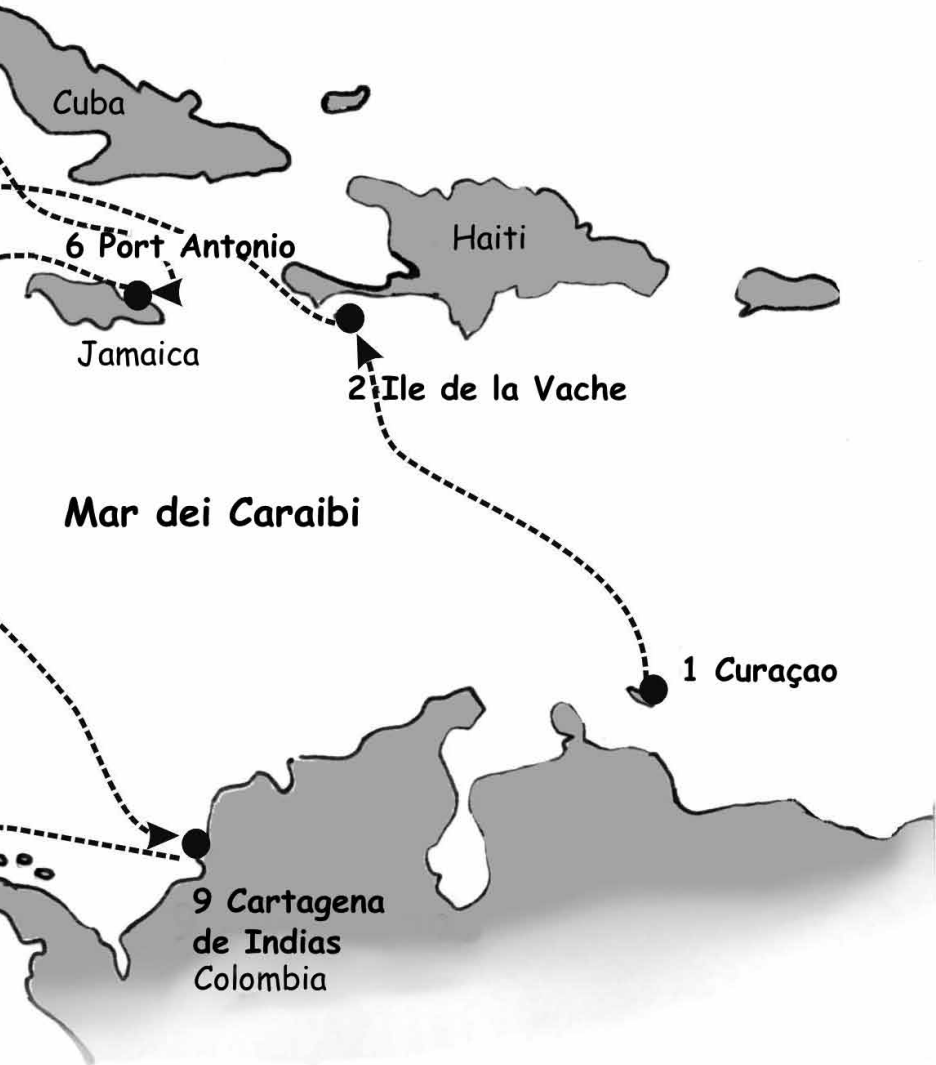 Cuba
Haiti
6 Port Antonio
Jamaica
2 Ile de la Vache
Mar dei Caraibi
1 Curaçao
9 Cartagena
de Indias
Colombia